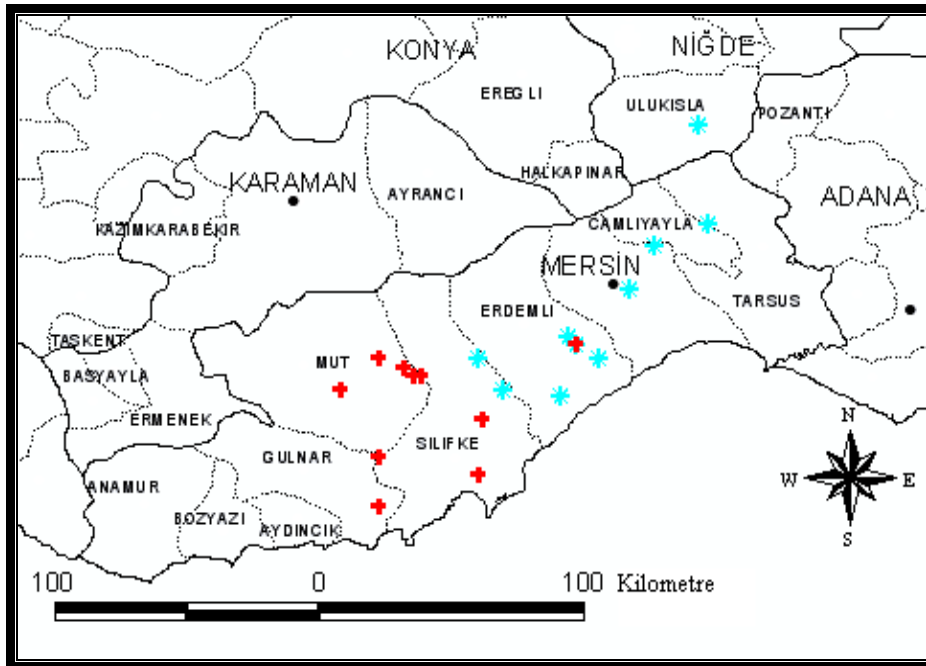 KONYA
NİĞDE
EREGLI
ULUKISLA
POZANTI
HALKAPINAR
KARAMAN
AYRANCI
ADANA
CAMLIYAYLA
KAZIMKARABEKIR
MERSİN
TARSUS
ERDEMLI
TASKENT
MUT
BASYAYLA
ERMENEK
SILIFKE
GULNAR
ANAMUR
BOZYAZI
AYDINCIK
N
W E
S
100 0 100 Kilometre